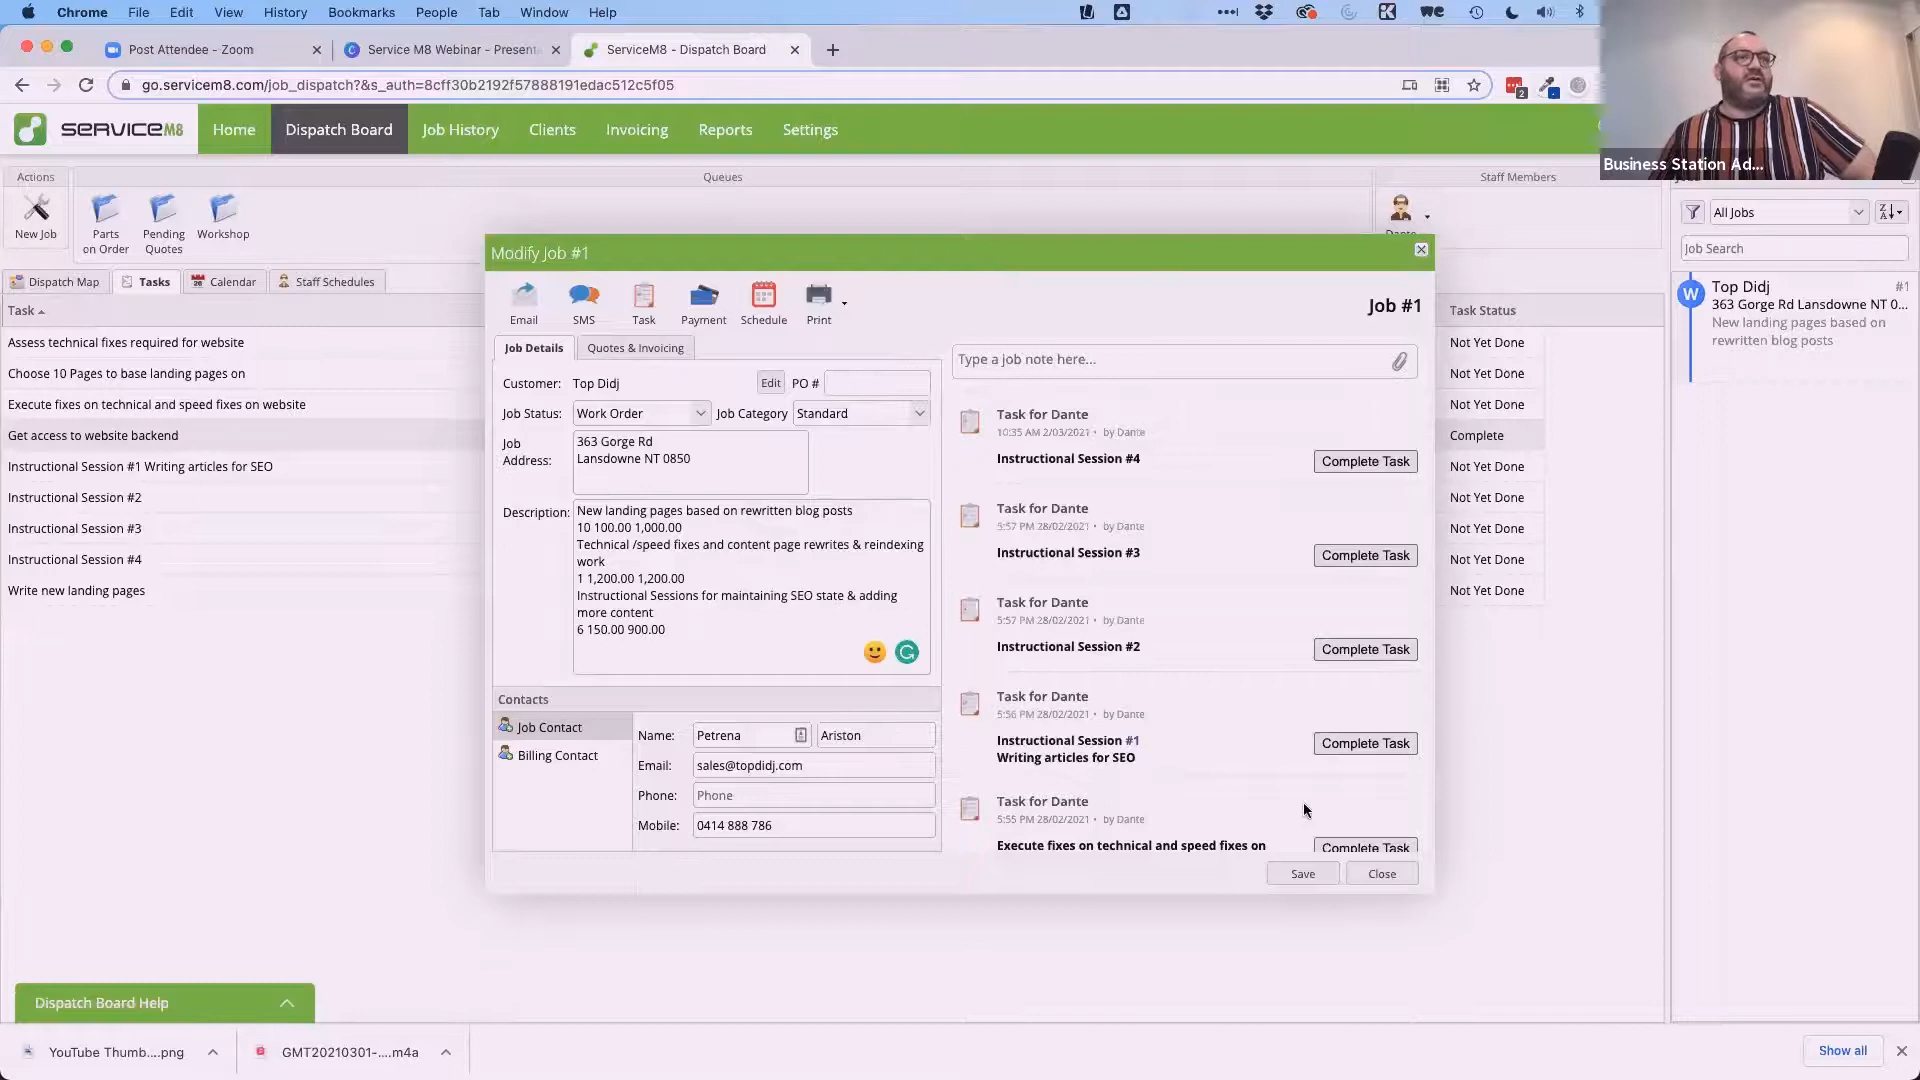 Chrome File Edit View History Bookmarks People Tab Window Help
Post Attendee - Zoom
Service M8 Webinar - Present
ServiceM8 - Dispatch Board
go.servicem8.com/job_dispatch?&s_auth=8cff30b2192f57888191edac512c5f05
2
SERVICEM8
Home
Dispatch Board
Job History
Clients
Invoicing
Reports
Settings
Business Station Ad...
Actions
Queues
Staff Members
New Job
Parts
on Order
Pending
Quotes
Workshop
All Jobs
Job Search
Dispatch Map
Tasks
Calendar
Staff Schedules
Task
Task Status
Assess technical fixes required for website
Not Yet Done
Choose 10 Pages to base landing pages on
Not Yet Done
Execute fixes on technical and speed fixes on website
Not Yet Done
Get access to website backend
Complete
Instructional Session #1 Writing articles for SEO
Not Yet Done
Instructional Session #2
Not Yet Done
Instructional Session #3
Not Yet Done
Instructional Session #4
Not Yet Done
Write new landing pages
Not Yet Done
W
Top Didj #1
363 Gorge Rd Lansdowne NT 0...
New landing pages based on
rewritten blog posts
Modify Job #1
Email
SMS
Task
Payment
Schedule
Print
Job #1
Job Details
Quotes & Invoicing
Customer: Top Didj
Edit
PO #
Job Status: Work Order
Job Category Standard
Job
Address:
363 Gorge Rd
Lansdowne NT 0850
Description:
New landing pages based on rewritten blog posts
10 100.00 1,000.00
Technical /speed fixes and content page rewrites & reindexing
work
1 1,200.00 1,200.00
Instructional Sessions for maintaining SEO state & adding
more content
6 150.00 900.00
Contacts
Job Contact
Billing Contact
Name: Petrena Ariston
Email: sales@topdidj.com
Phone: Phone
Mobile: 0414 888 786
Type a job note here...
Task for Dante
10:35 AM 2/03/2021 • by Dante
Instructional Session #4
Complete Task
Task for Dante
5:57 PM 28/02/2021 • by Dante
Instructional Session #3
Complete Task
Task for Dante
5:57 PM 28/02/2021 • by Dante
Instructional Session #2
Complete Task
Task for Dante
5:56 PM 28/02/2021 • by Dante
Instructional Session #1
Writing articles for SEO
Complete Task
Task for Dante
5:55 PM 28/02/2021 • by Dante
Execute fixes on technical and speed fixes on
Complete Task
Save
Close
Dispatch Board Help
YouTube Thumb....png
GMT20210301-....m4a
Show all